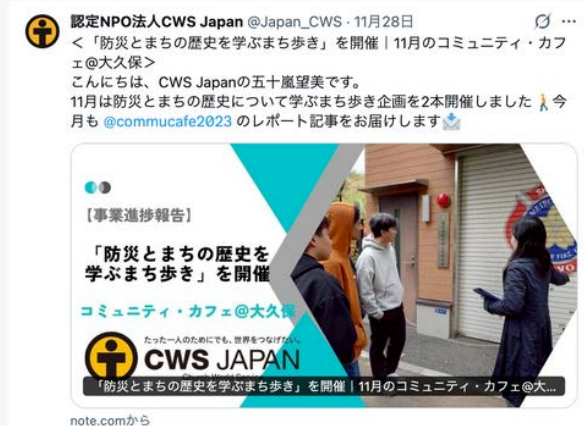 認定NPO法人CWS Japan @Japan_CWS · 11月28日
＜「防災とまちの歴史を学ぶまち歩き」を開催｜11月のコミュニティ・カフ
ェ@大久保＞
こんにちは、CWS Japanの五十嵐望美です。
11月は防災とまちの歴史について学ぶまち歩き企画を2本開催しました🚶今
月も @commucafe2023 のレポート記事をお届けします📩
【事業進捗報告】
「防災とまちの歴史を
学ぶまち歩き」を開催
コミュニティ・カフェ@大久保
たった一人のためにでも、世界をつなげたい。
CWS JAPAN
「防災とまちの歴史を学ぶまち歩き」を開催｜11月のコミュニティ・カフェ@大...
note.comから